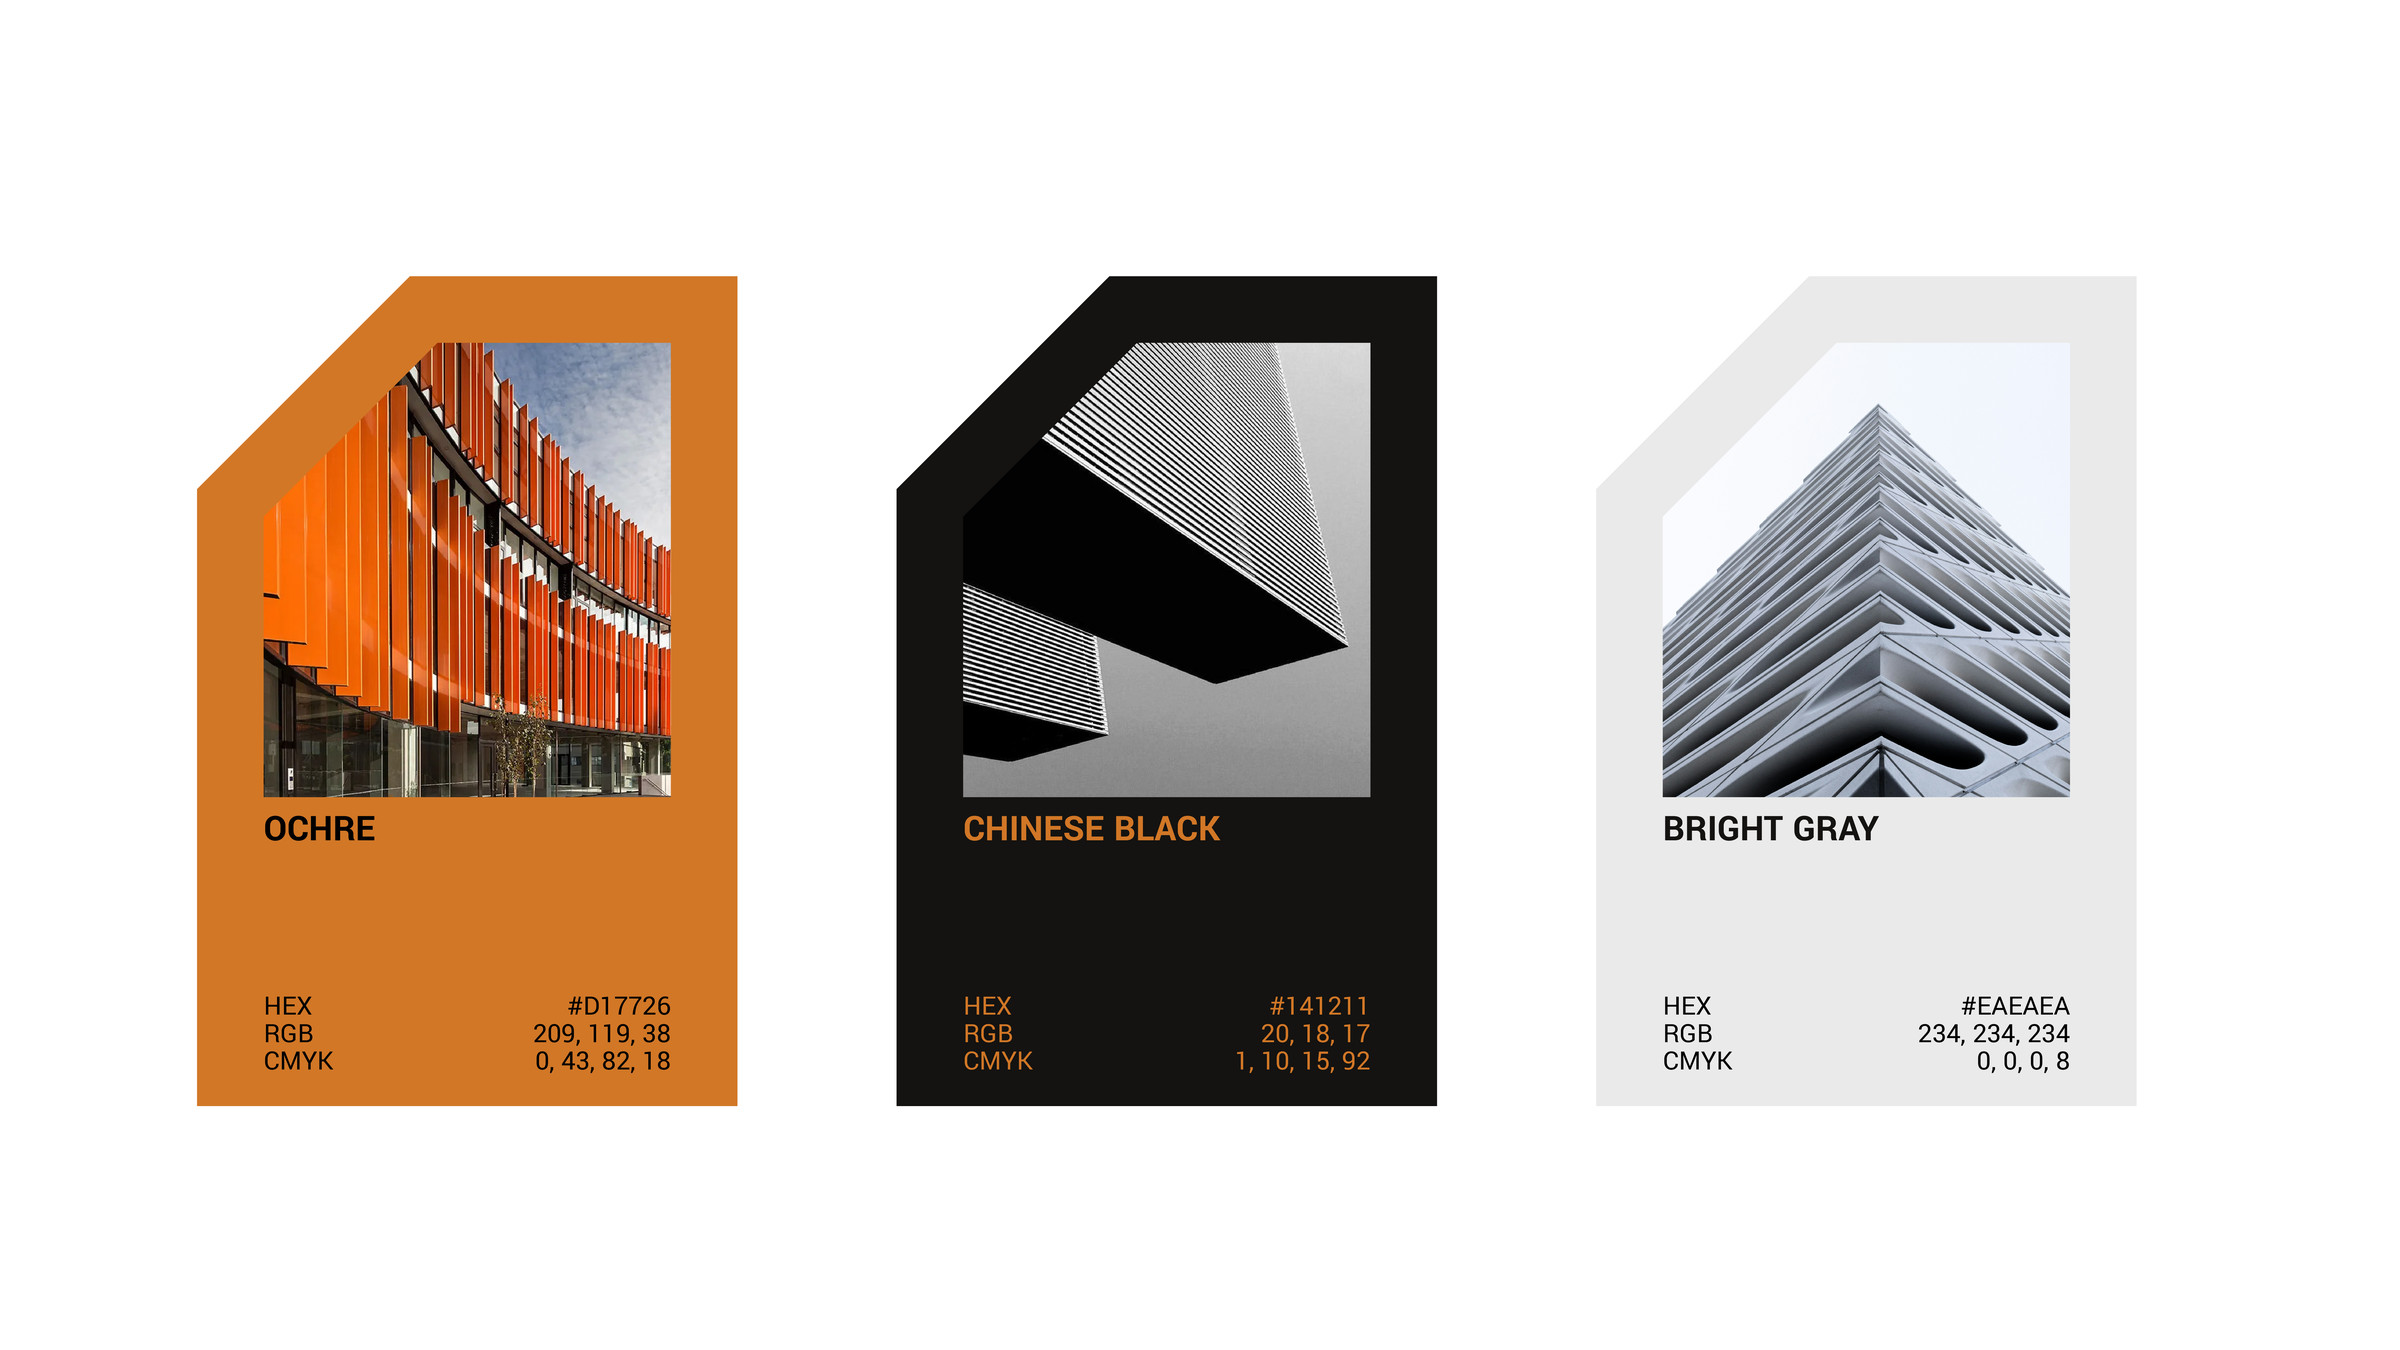 OCHRE
HEX #D17726
RGB 209, 119, 38
CMYK 0, 43, 82, 18
CHINESE BLACK
HEX #141211
RGB 20, 18, 17
CMYK 1, 10, 15, 92
BRIGHT GRAY
HEX #EAEAEA
RGB 234, 234, 234
CMYK 0, 0, 0, 8